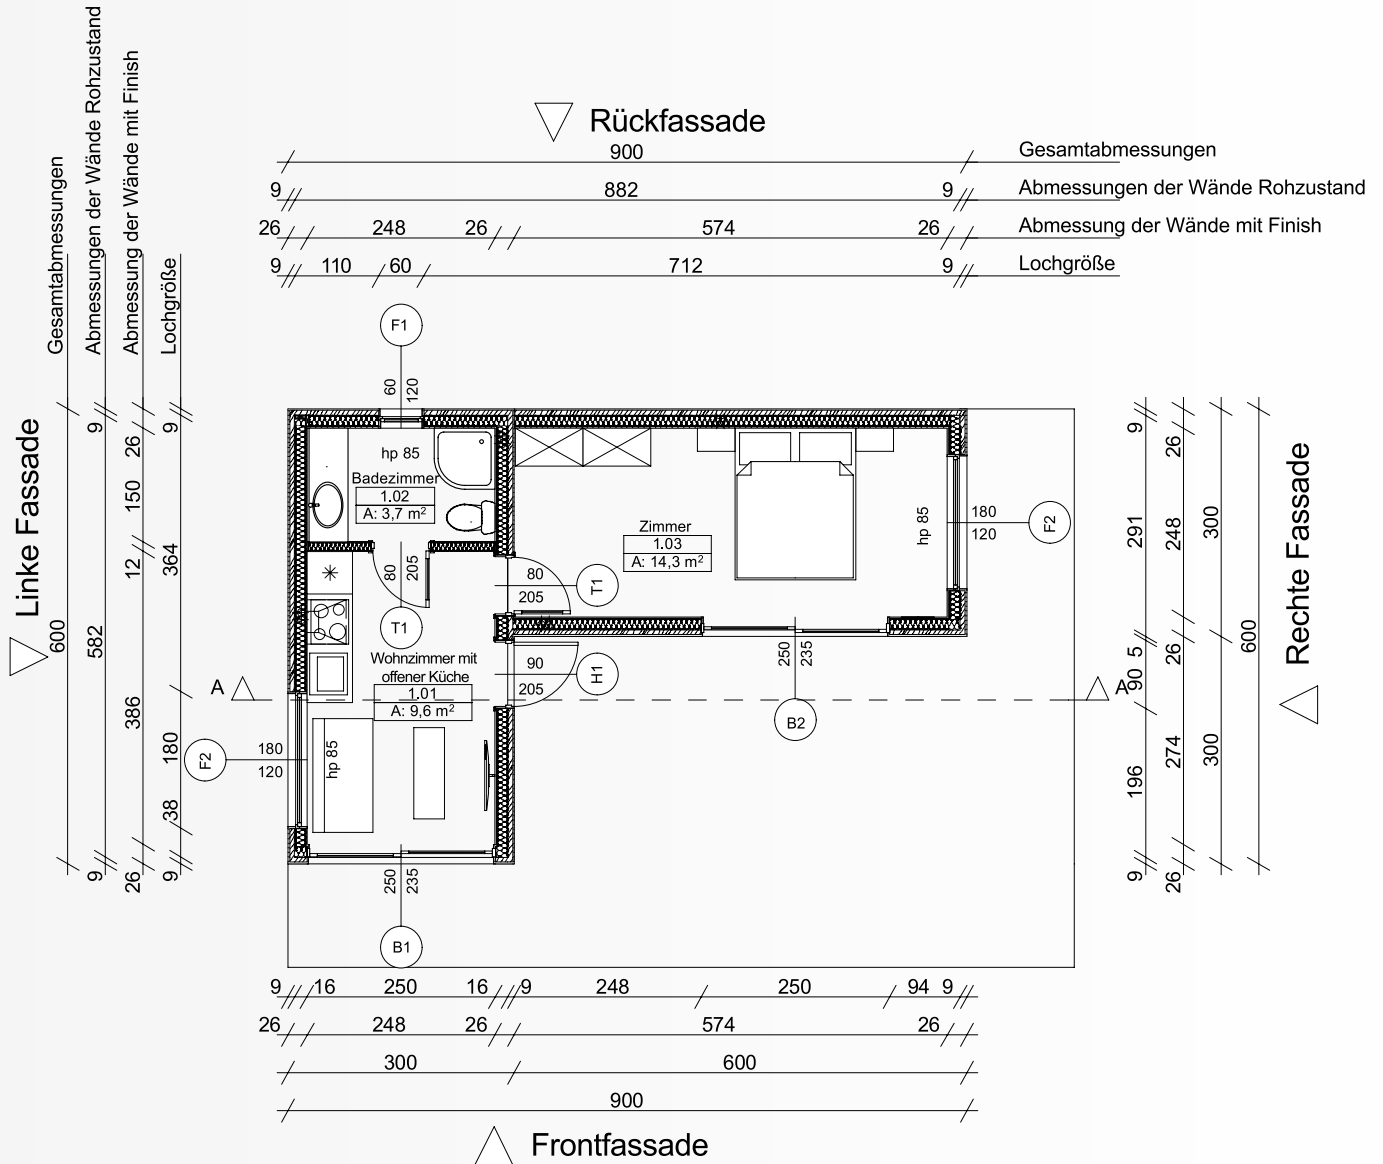 Rückfassade
900
Gesamtabmessungen
9 882 9
Abmessungen der Wände Rohzustand
26 248 26 574 26
Abmessung der Wände mit Finish
9 110 60 712 9
Lochgröße
Gesamtabmessungen
Abmessungen der Wände Rohzustand
Abmessung der Wände mit Finish
Lochgröße
Linke Fassade
600
9 582 9
26 150 12 386 26
9 364 180 38 9
F1
60
120
hp 85
Badezimmer
1.02
A: 3,7 m²
80
205
T1
Zimmer
1.03
A: 14,3 m²
hp 85
180
120
F2
80
205
T1
90
205
H1
Wohnzimmer mit
offener Küche
1.01
A: 9,6 m²
A
A
F2
180
120
hp 85
250
235
B1
250
235
B2
9 291 5 90 196 9
26 248 26 274 26
300 300
600
Rechte Fassade
9 16 250 16 9 248 250 94 9
26 248 26 574 26
300 600
900
Frontfassade